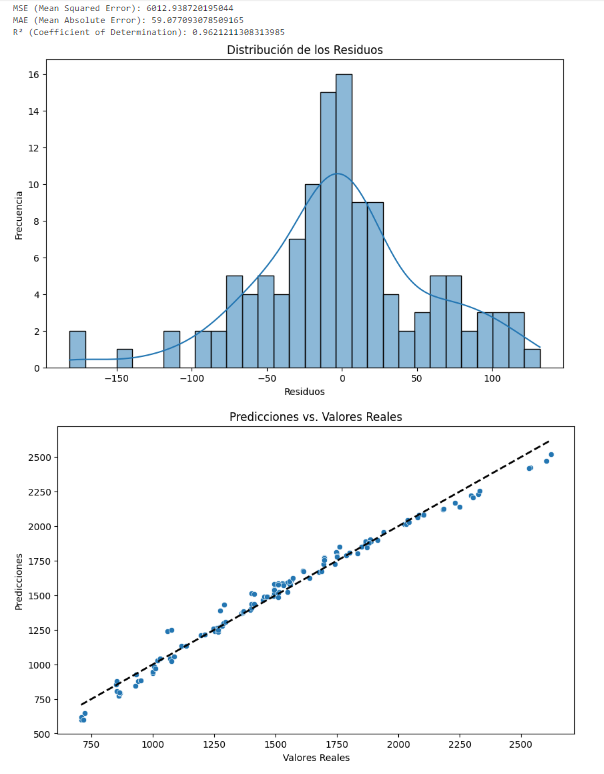 MSE (Mean Squared Error): 6012.938720195044
MAE (Mean Absolute Error): 59.077093078509165
R² (Coefficient of Determination): 0.9621211308313985
Distribución de los Residuos
16
14
12
10
8
6
4
2
0
Frecuencia
−150 −100 −50 0 50 100
Residuos
Predicciones vs. Valores Reales
2500
2250
2000
1750
1500
1250
1000
750
500
Predicciones
750 1000 1250 1500 1750 2000 2250 2500
Valores Reales